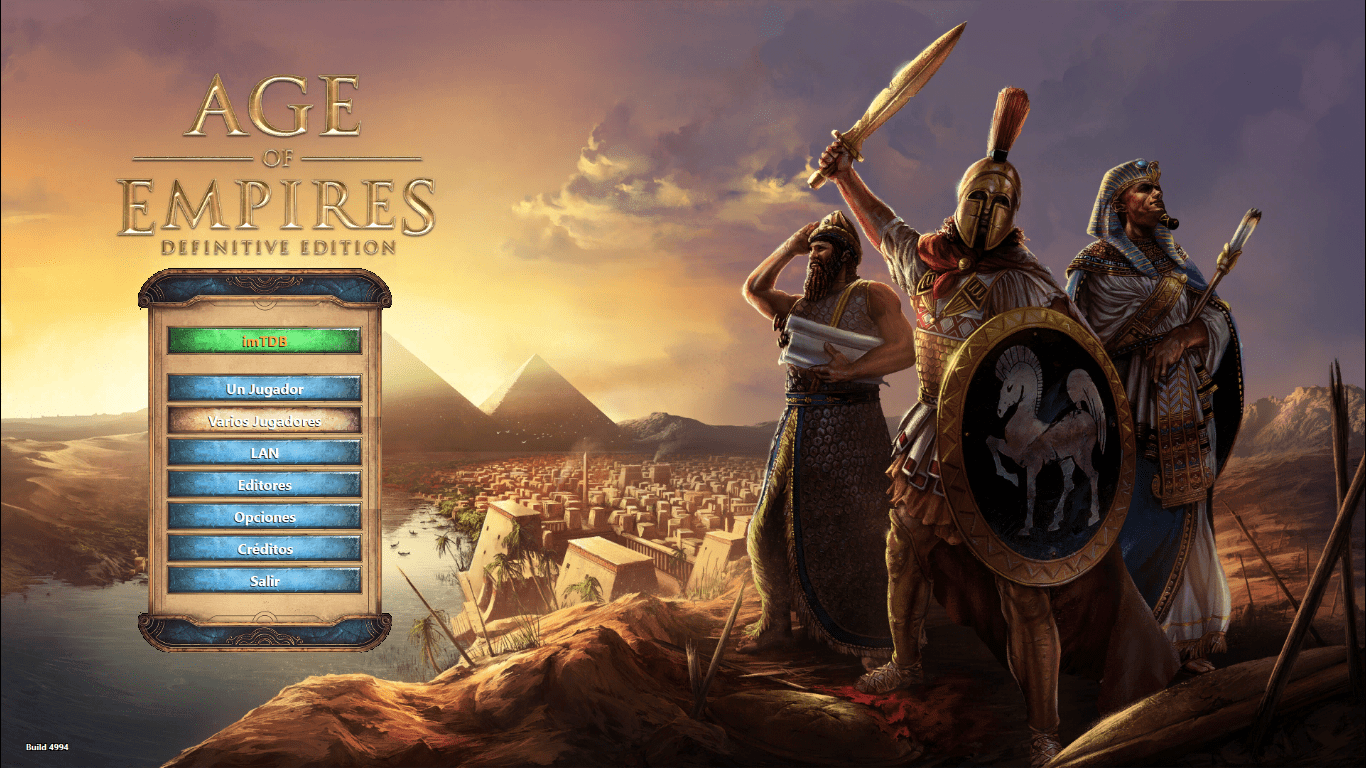 AGE
OF
EMPIRES
DEFINITIVE EDITION
imTDB
Un Jugador
Varios Jugadores
LAN
Editores
Opciones
Créditos
Salir
Build 4994